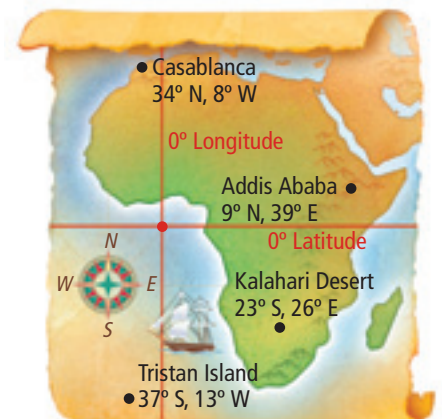 Casablanca
34º N, 8º W
0º Longitude
Addis Ababa
9º N, 39º E
0º Latitude
N
W E
S
Kalahari Desert
23º S, 26º E
Tristan Island
37º S, 13º W